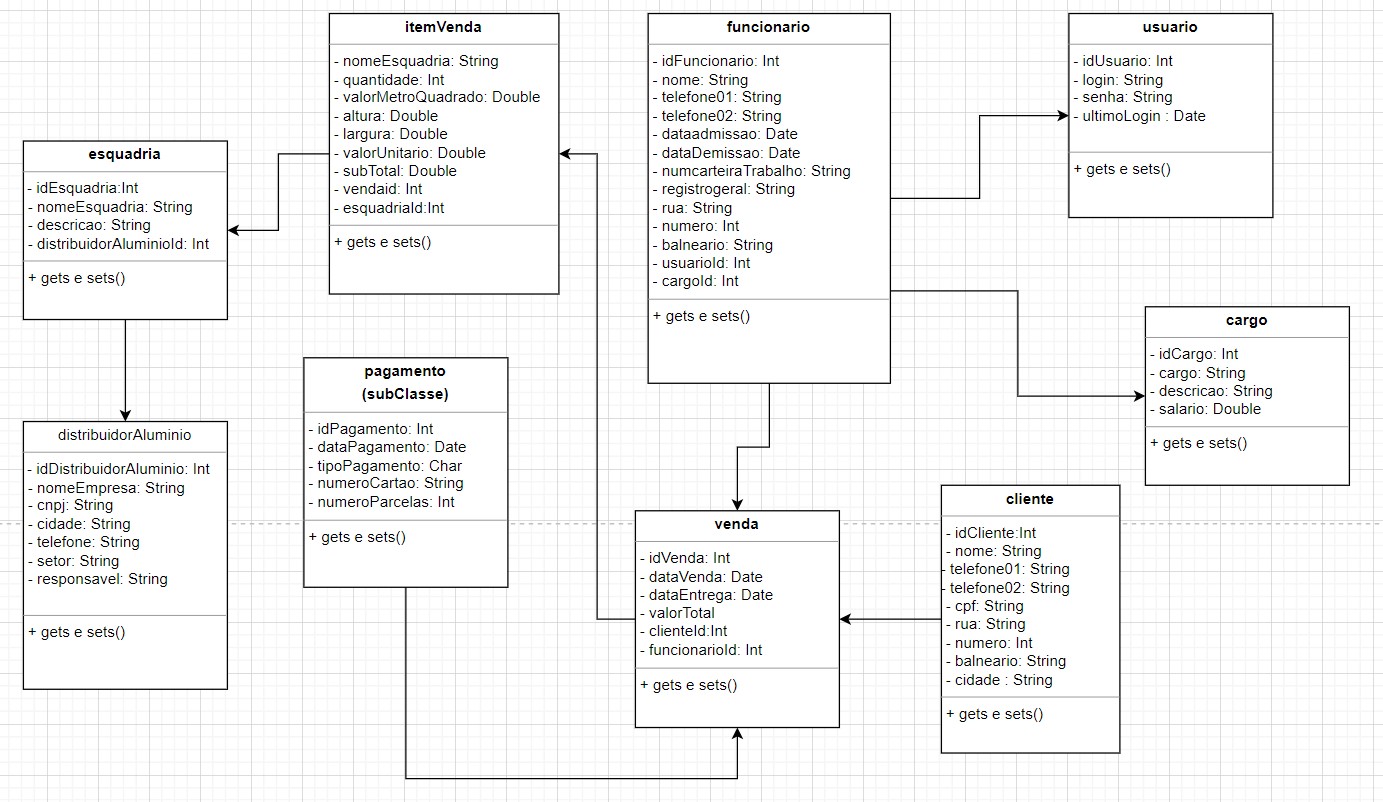 itemVenda
- nomeEsquadria: String
- quantidade: Int
- valorMetroQuadrado: Double
- altura: Double
- largura: Double
- valorUnitario: Double
- subTotal: Double
- vendaid: Int
- esquadriaId:Int
+ gets e sets()
funcionario
- idFuncionario: Int
- nome: String
- telefone01: String
- telefone02: String
- dataadmissao: Date
- dataDemissao: Date
- numcarteiraTrabalho: String
- registrogeral: String
- rua: String
- numero: Int
- balneario: String
- usuarioId: Int
- cargoId: Int
+ gets e sets()
usuario
- idUsuario: Int
- login: String
- senha: String
- ultimoLogin : Date
+ gets e sets()
esquadria
- idEsquadria:Int
- nomeEsquadria: String
- descricao: String
- distribuidorAluminioId: Int
+ gets e sets()
cargo
- idCargo: Int
- cargo: String
- descricao: String
- salario: Double
+ gets e sets()
pagamento
(subClasse)
- idPagamento: Int
- dataPagamento: Date
- tipoPagamento: Char
- numeroCartao: String
- numeroParcelas: Int
+ gets e sets()
distribuidorAluminio
- idDistribuidorAluminio: Int
- nomeEmpresa: String
- cnpj: String
- cidade: String
- telefone: String
- setor: String
- responsavel: String
+ gets e sets()
venda
- idVenda: Int
- dataVenda: Date
- dataEntrega: Date
- valorTotal
- clienteId:Int
- funcionarioId: Int
+ gets e sets()
cliente
- idCliente:Int
- nome: String
- telefone01: String
- telefone02: String
- cpf: String
- rua: String
- numero: Int
- balneario: String
- cidade : String
+ gets e sets()